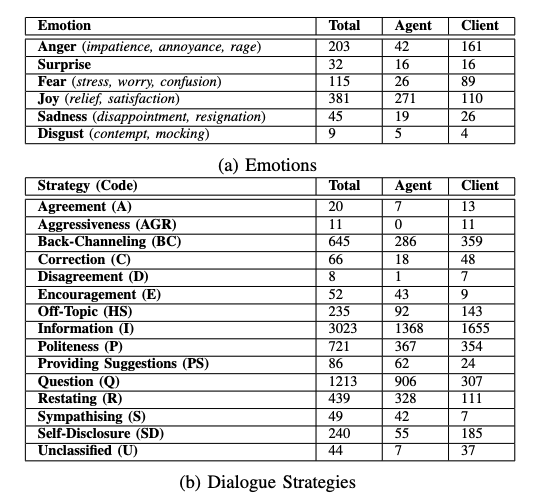 Emotion Total Agent Client
Anger (impatience, annoyance, rage) 203 42 161
Surprise 32 16 16
Fear (stress, worry, confusion) 115 26 89
Joy (relief, satisfaction) 381 271 110
Sadness (disappointment, resignation) 45 19 26
Disgust (contempt, mocking) 9 5 4
(a) Emotions
Strategy (Code) Total Agent Client
Agreement (A) 20 7 13
Aggressiveness (AGR) 11 0 11
Back-Channeling (BC) 645 286 359
Correction (C) 66 18 48
Disagreement (D) 8 1 7
Encouragement (E) 52 43 9
Off-Topic (HS) 235 92 143
Information (I) 3023 1368 1655
Politeness (P) 721 367 354
Providing Suggestions (PS) 86 62 24
Question (Q) 1213 906 307
Restating (R) 439 328 111
Sympathising (S) 49 42 7
Self-Disclosure (SD) 240 55 185
Unclassified (U) 44 7 37
(b) Dialogue Strategies